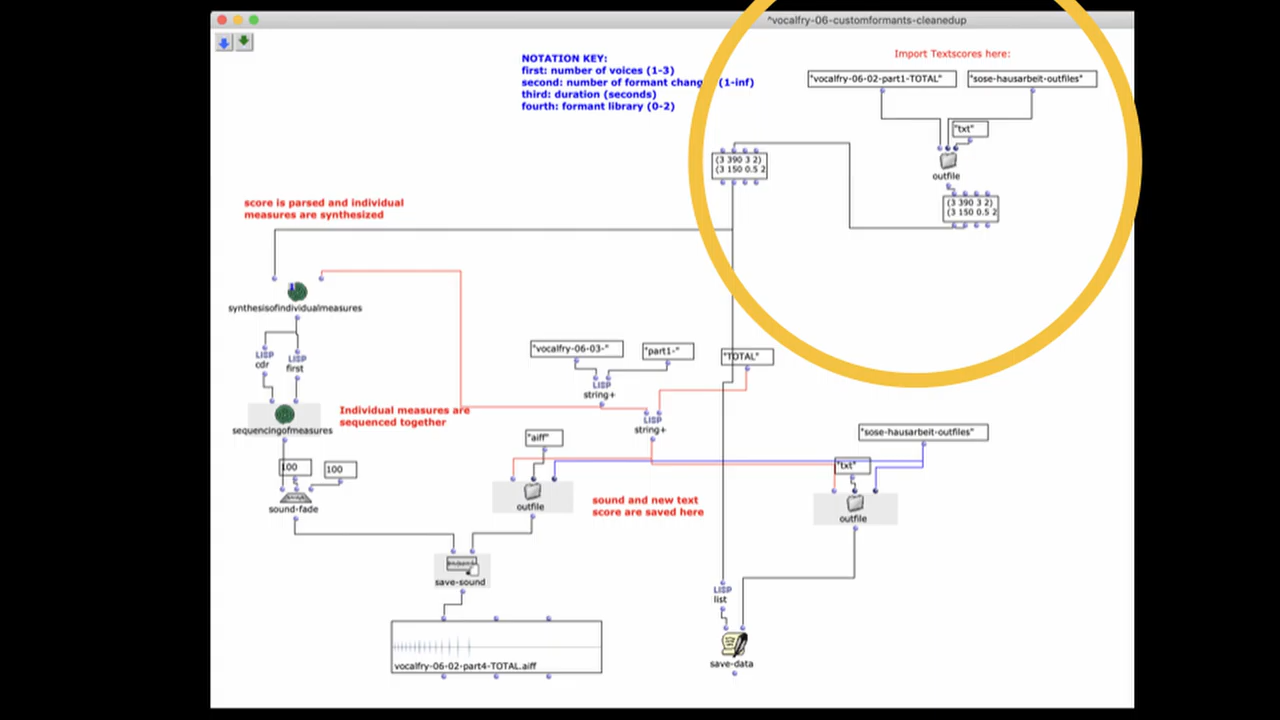 ^vocalfry-06-customformants-cleanedup
NOTATION KEY:
first: number of voices (1-3)
second: number of formant chang (1-inf)
third: duration (seconds)
fourth: formant library (0-2)
Import Textscores here:
"vocalfry-06-02-part1-TOTAL"
"sose-hausarbeit-outfiles"
"txt"
outfile
(3 390 3 2)
(3 150 0.5 2
(3 390 3 2)
(3 150 0.5 2
score is parsed and individual
measures are synthesized
synthesisofindividualmeasures
LISP
cdr
LISP
first
"vocalfry-06-03-"
"part1-"
"TOTAL"
LISP
string+
Individual measures are
sequenced together
sequencingofmeasures
LISP
string+
"aiff"
"sose-hausarbeit-outfiles"
100
100
"txt"
sound-fade
outfile
sound and new text
score are saved here
outfile
save-sound
LISP
list
vocalfry-06-02-part4-TOTAL.aiff
save-data